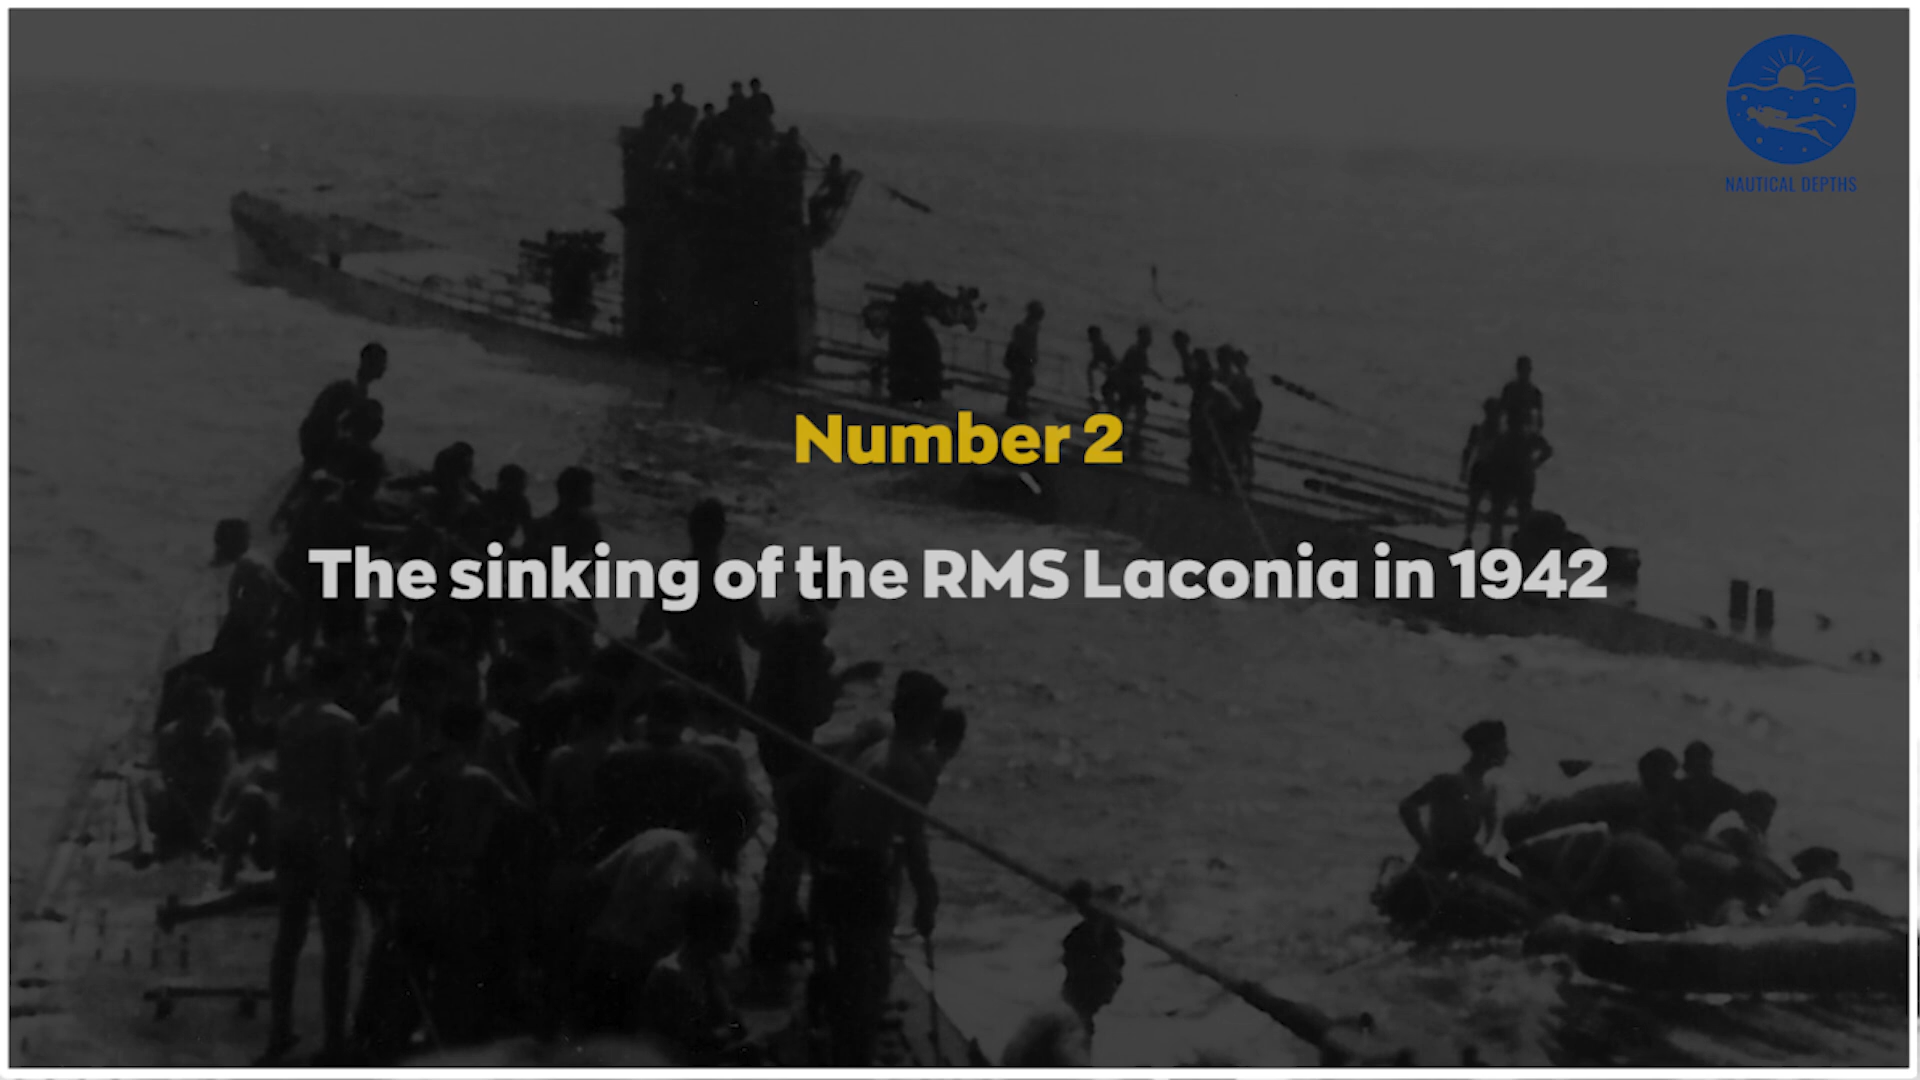 NAUTICAL DEPTHS
Number 2
The sinking of the RMS Laconia in 1942